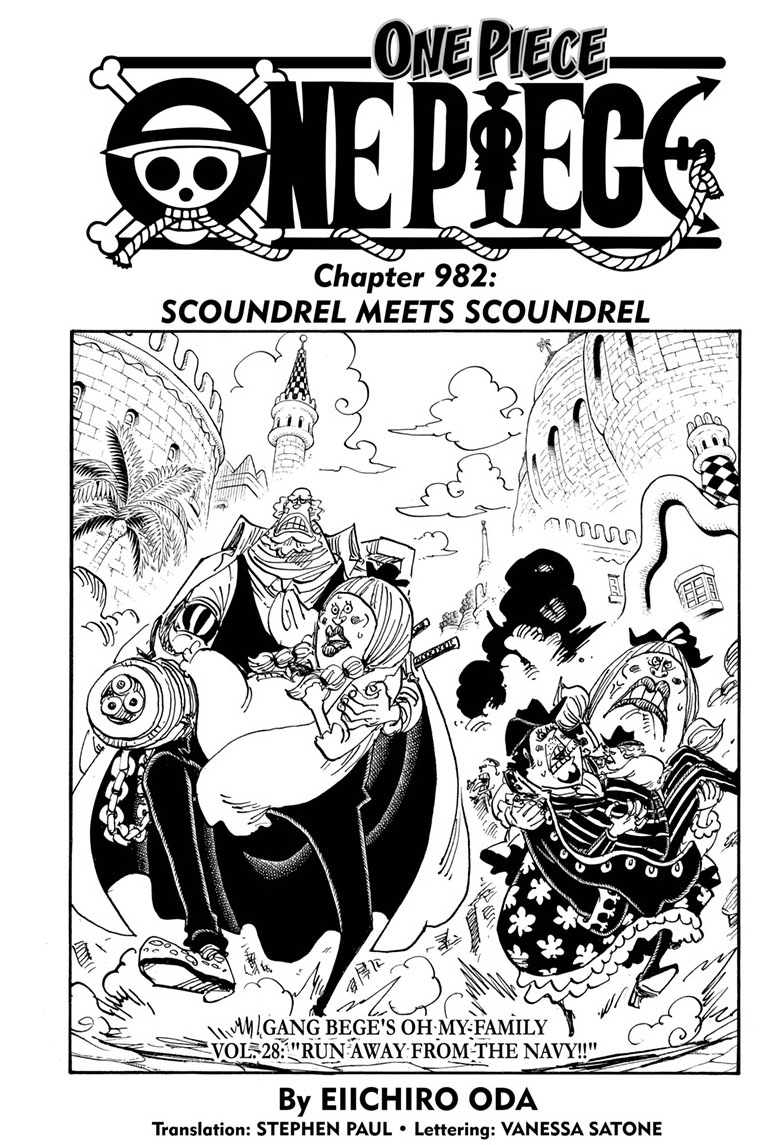 ONE PIECE
ONE PIECE
Chapter 982:
SCOUNDREL MEETS SCOUNDREL
GANG BEGE'S OH MY FAMILY
VOL. 28: "RUN AWAY FROM THE NAVY!!"
By EIICHIRO ODA
Translation: STEPHEN PAUL • Lettering: VANESSA SATONE